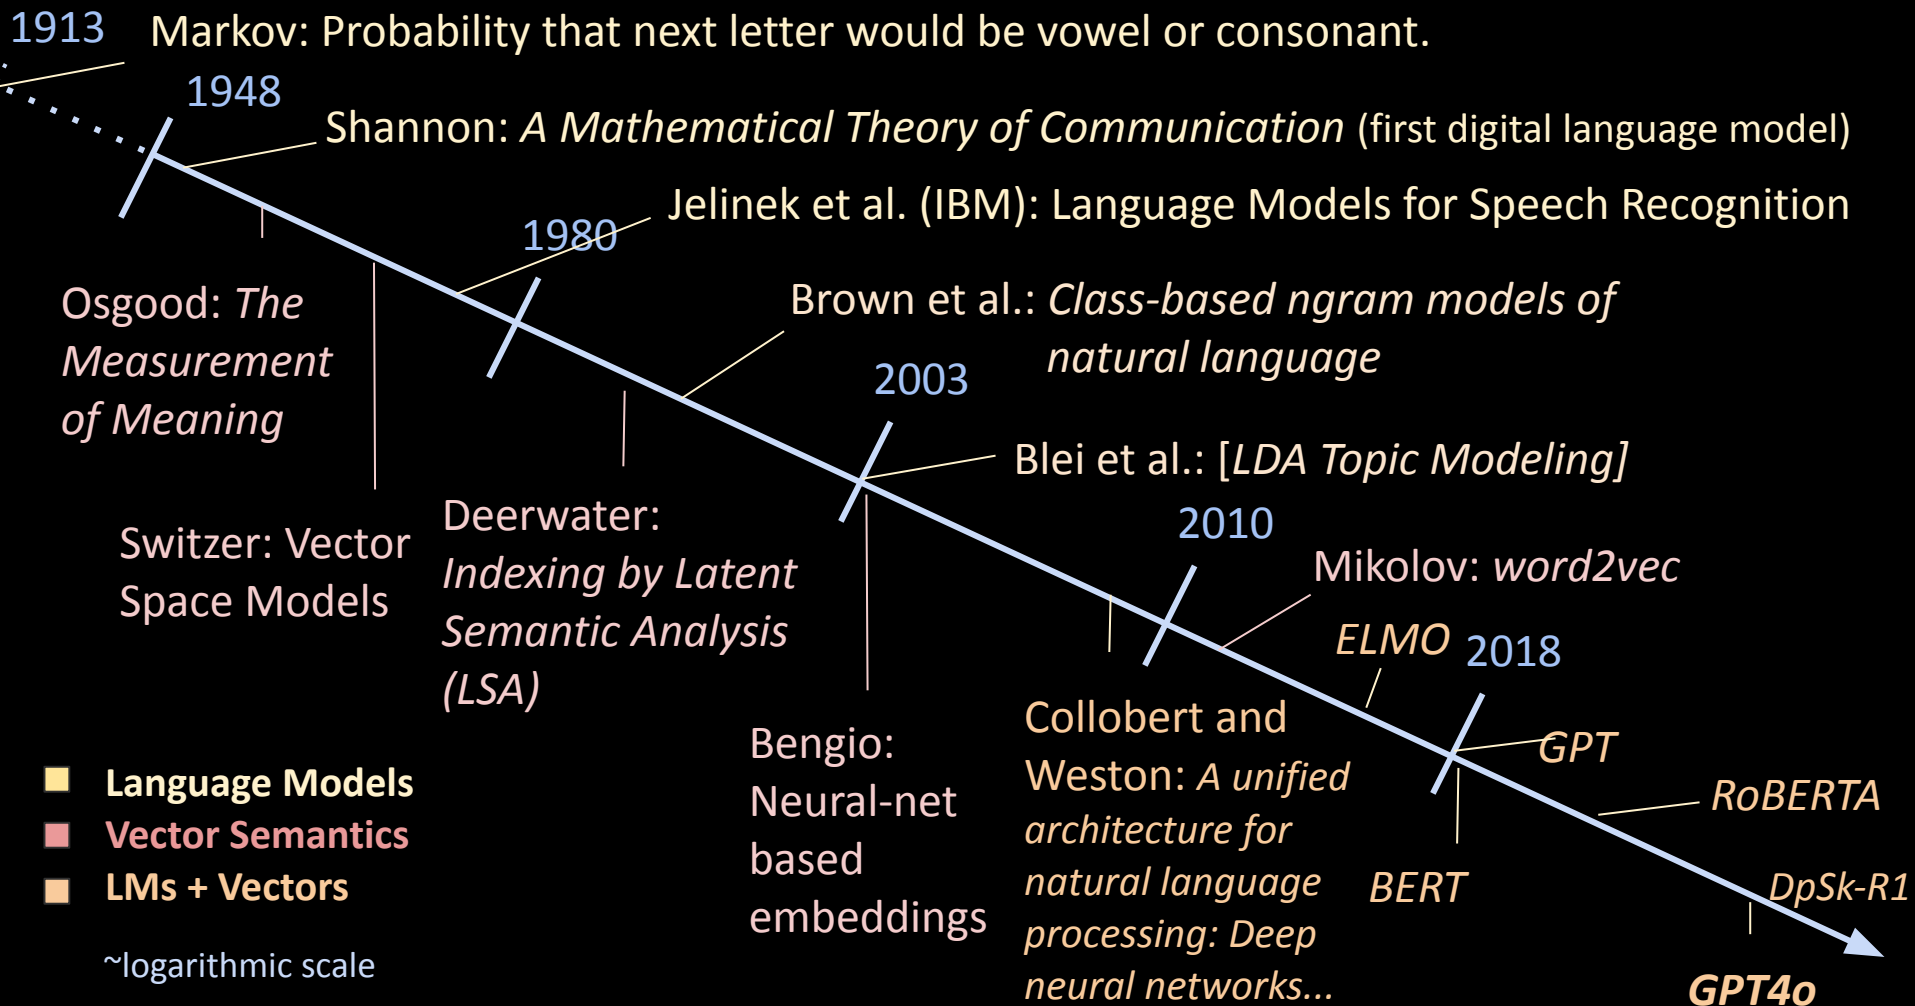 1913
Markov: Probability that next letter would be vowel or consonant.
1948
Shannon: A Mathematical Theory of Communication (first digital language model)
Jelinek et al. (IBM): Language Models for Speech Recognition
1980
Osgood: The
Measurement
of Meaning
Brown et al.: Class-based ngram models of
natural language
2003
Blei et al.: [LDA Topic Modeling]
Switzer: Vector
Space Models
Deerwater:
Indexing by Latent
Semantic Analysis
(LSA)
2010
Mikolov: word2vec
ELMO
2018
Bengio:
Neural-net
based
embeddings
Collobert and
Weston: A unified
architecture for
natural language
processing: Deep
neural networks...
GPT
BERT
RoBERTA
DpSk-R1
GPT4o
Language Models
Vector Semantics
LMs + Vectors
~logarithmic scale